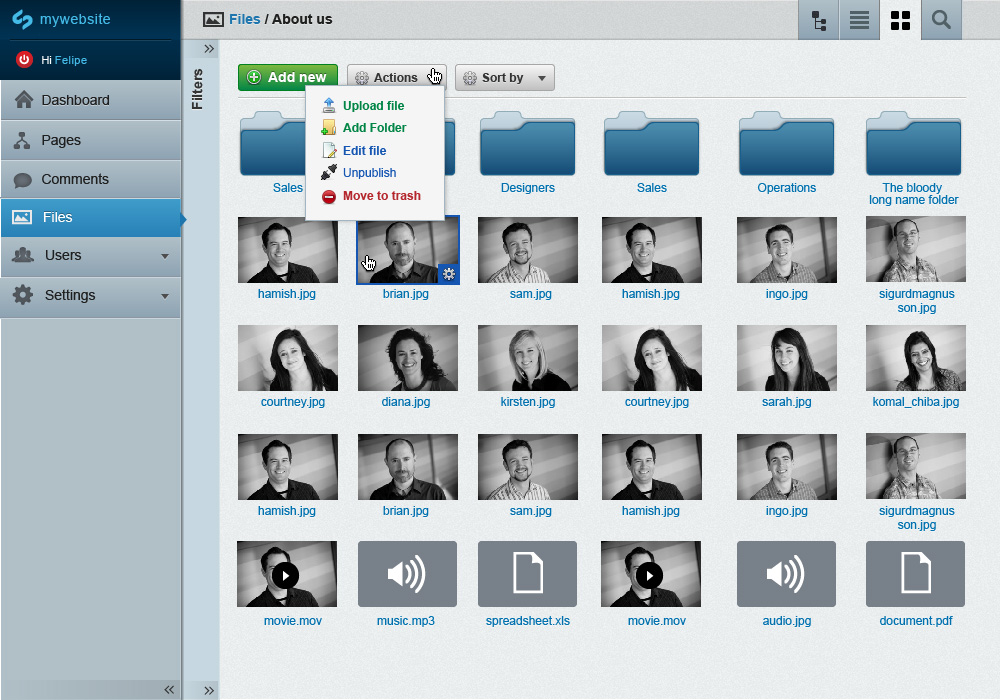 mywebsite
Files / About us
Hi Felipe
Filters
Dashboard
Pages
Comments
Files
Users
Settings
Add new
Actions
Sort by
Upload file
Add Folder
Edit file
Unpublish
Move to trash
Sales
Designers
Sales
Operations
The bloody
long name folder
hamish.jpg
brian.jpg
sam.jpg
hamish.jpg
ingo.jpg
sigurdmagnus
son.jpg
courtney.jpg
diana.jpg
kirsten.jpg
courtney.jpg
sarah.jpg
komal_chiba.jpg
hamish.jpg
brian.jpg
sam.jpg
hamish.jpg
ingo.jpg
sigurdmagnus
son.jpg
movie.mov
music.mp3
spreadsheet.xls
movie.mov
audio.jpg
document.pdf